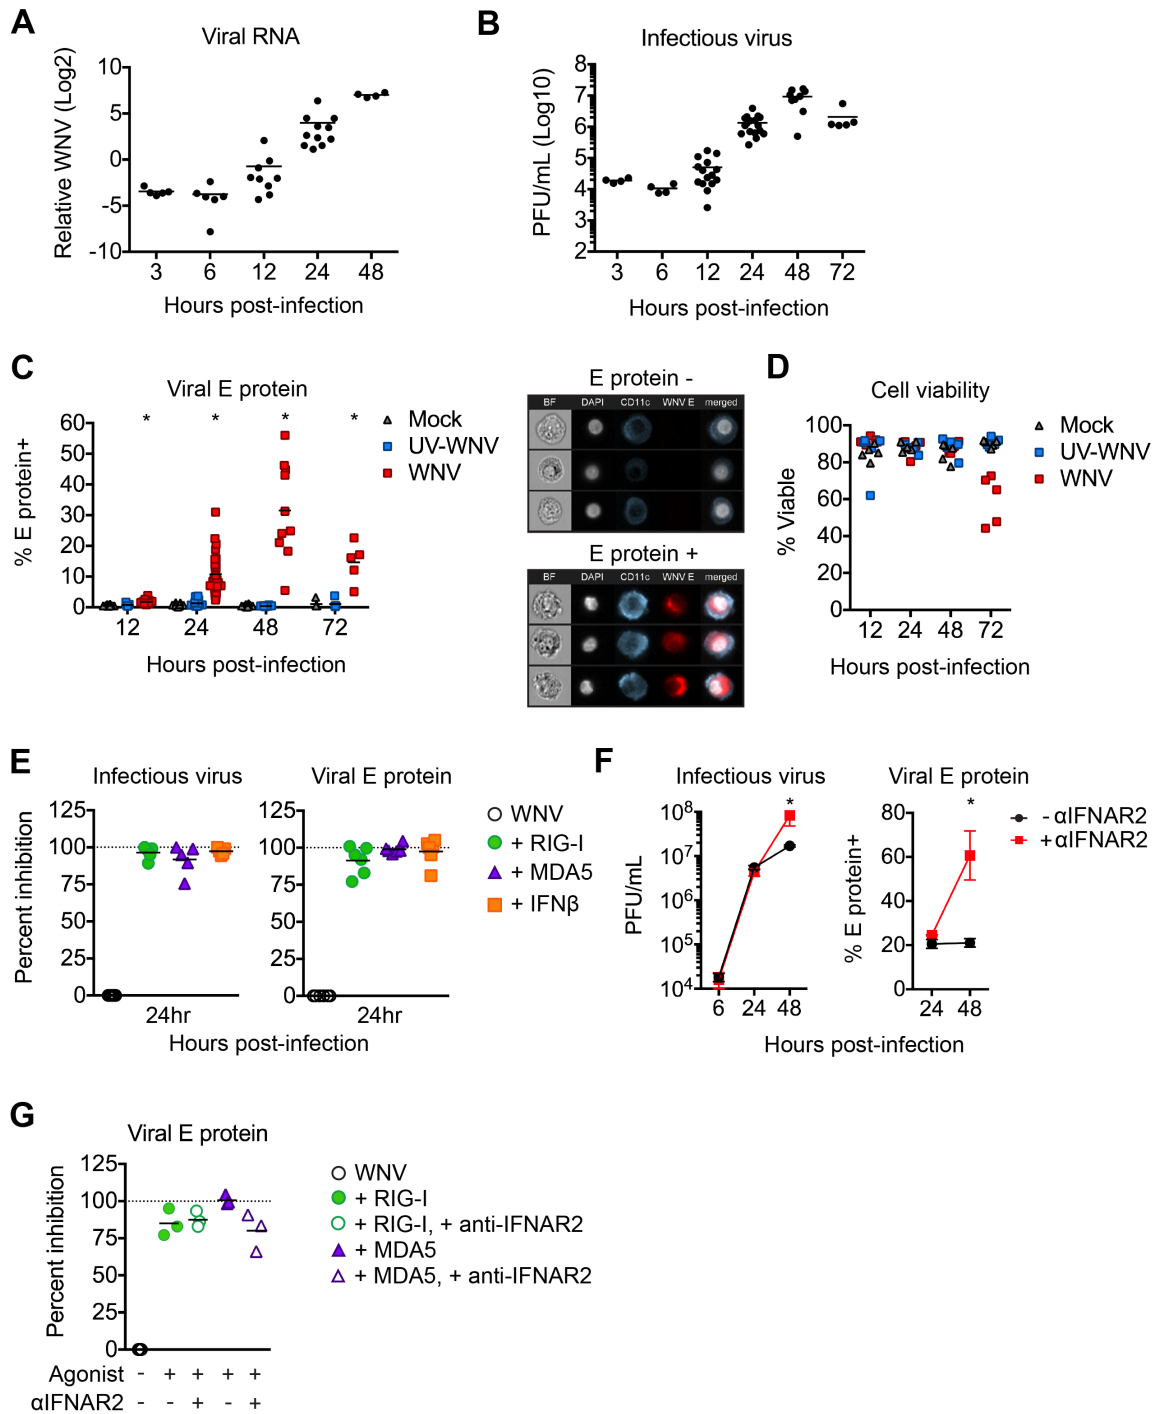 A
Viral RNA
Relative WNV (Log2)
10
5
0
-5
-10
3 6 12 24 48
Hours post-infection
B
Infectious virus
PFU/mL (Log10)
8
7
6
5
4
3
2
3 6 12 24 48 72
Hours post-infection
C
Viral E protein
% E protein+
60
50
40
30
20
10
0
* * * *
12 24 48 72
Hours post-infection
Mock
UV-WNV
WNV
E protein -
BF DAPI CD11c WNV E merged
E protein +
BF DAPI CD11c WNV E merged
D
Cell viability
% Viable
100
80
60
40
20
0
12 24 48 72
Hours post-infection
Mock
UV-WNV
WNV
E
Infectious virus
Percent inhibition
125
100
75
50
25
0
24hr
Viral E protein
125
100
75
50
25
0
24hr
Hours post-infection
WNV
+ RIG-I
+ MDA5
+ IFNβ
F
Infectious virus
PFU/mL
10⁸
10⁷
10⁶
10⁵
10⁴
*
6 24 48
Viral E protein
% E protein+
80
60
40
20
0
*
24 48
Hours post-infection
- αIFNAR2
+ αIFNAR2
G
Viral E protein
Percent inhibition
125
100
75
50
25
0
Agonist - + + + +
αIFNAR2 - - + - +
WNV
+ RIG-I
+ RIG-I, + anti-IFNAR2
+ MDA5
+ MDA5, + anti-IFNAR2